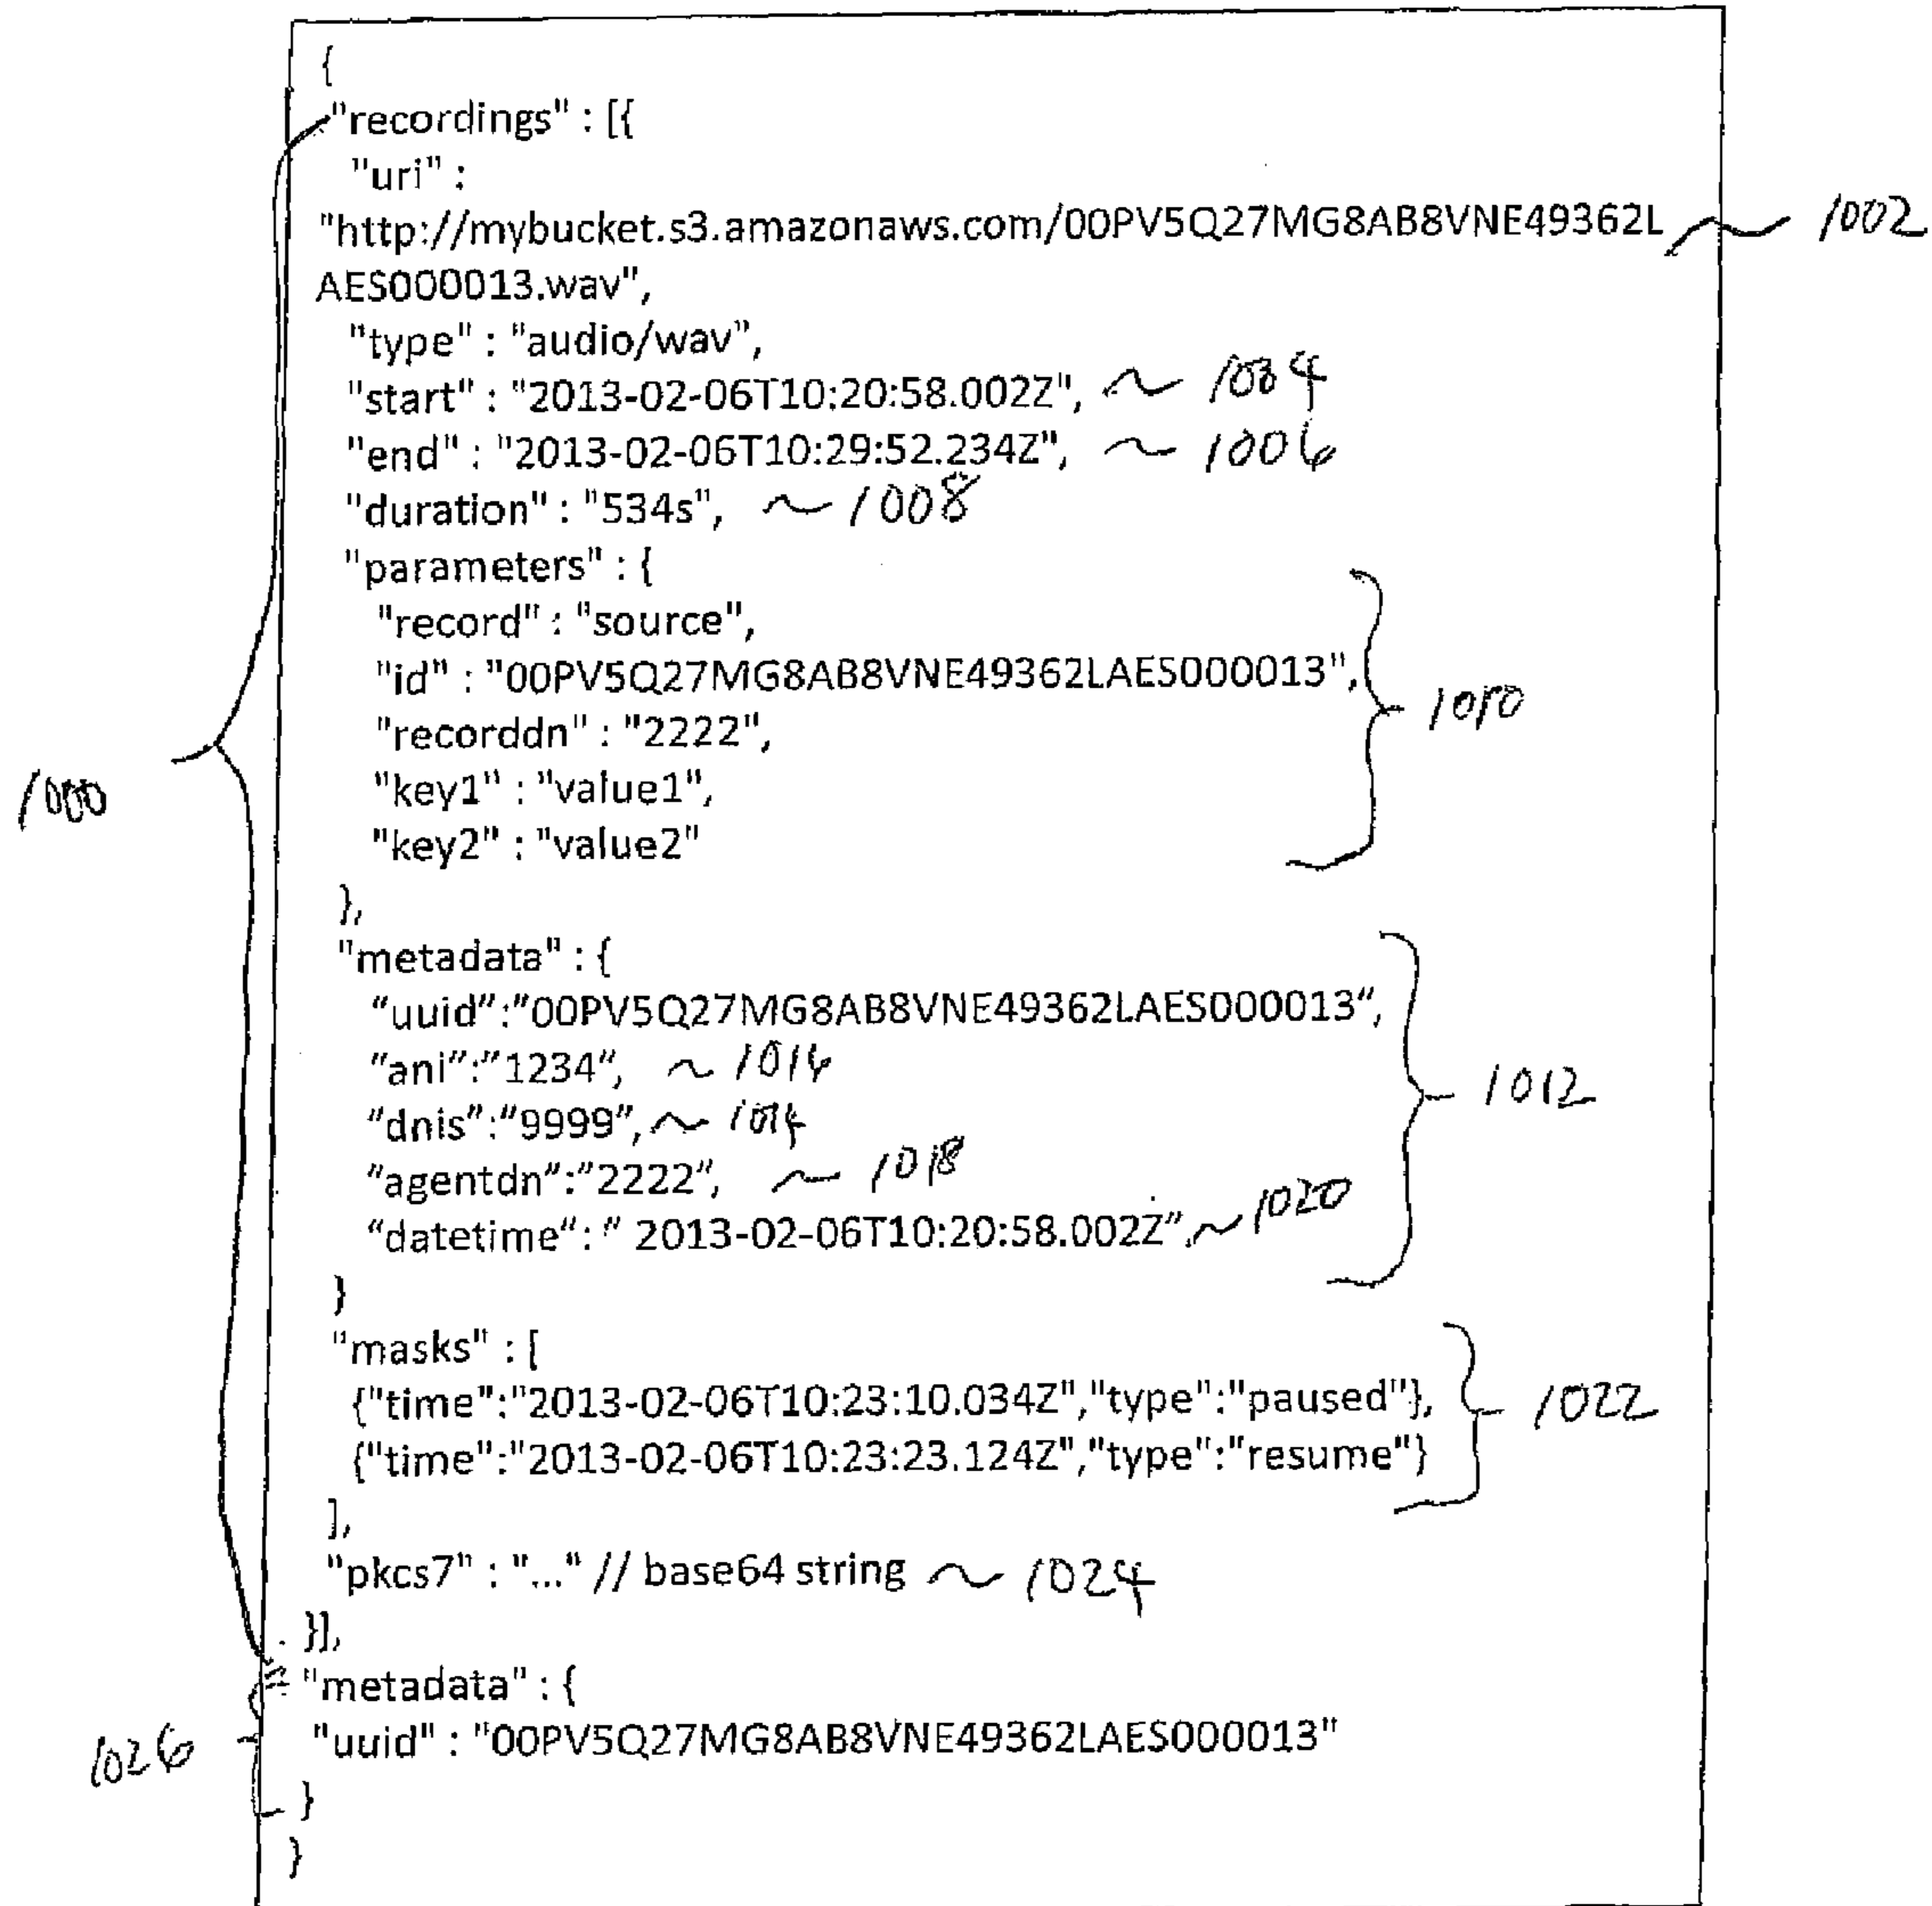 {
"recordings" : [{
"uri" :
"http://mybucket.s3.amazonaws.com/00PV5Q27MG8AB8VNE49362L ~ 1002
AES000013.wav",
"type" : "audio/wav",
"start" : "2013-02-06T10:20:58.002Z", ~ 1004
"end" : "2013-02-06T10:29:52.234Z", ~ 1006
"duration" : "534s", ~ 1008
"parameters" : {
"record" : "source",
"id" : "00PV5Q27MG8AB8VNE49362LAES000013",
"recorddn" : "2222", 1010
"key1" : "value1",
1000
"key2" : "value2"
},
"metadata" : {
"uuid":"00PV5Q27MG8AB8VNE49362LAES000013",
"ani":"1234", ~ 1016
1012
"dnis":"9999", ~ 1014
"agentdn":"2222", ~ 1018
"datetime":" 2013-02-06T10:20:58.002Z", ~ 1020
}
"masks" : [
{"time":"2013-02-06T10:23:10.034Z","type":"paused"}, 1022
{"time":"2013-02-06T10:23:23.124Z","type":"resume"}
],
"pkcs7" : "..." // base64 string ~ 1024
}],
"metadata" : {
"uuid" : "00PV5Q27MG8AB8VNE49362LAES000013"
1026
}
}